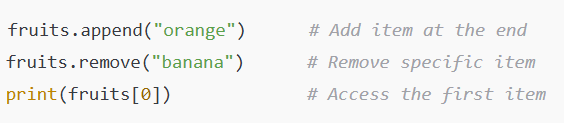 fruits.append("orange")      # Add item at the end
fruits.remove("banana")      # Remove specific item
print(fruits[0])             # Access the first item